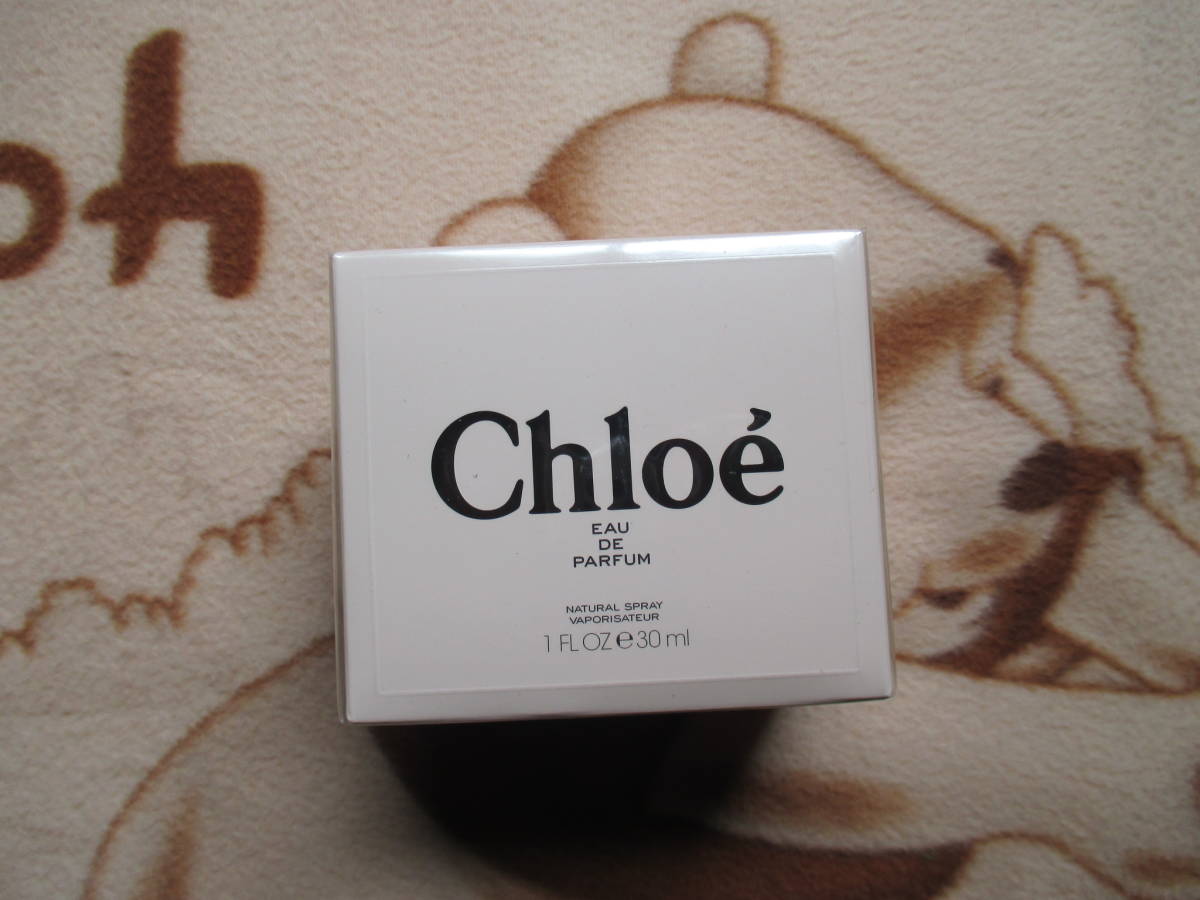 Chloé
EAU
DE
PARFUM
NATURAL SPRAY
VAPORISATEUR
1 FL OZ ℮ 30 ml